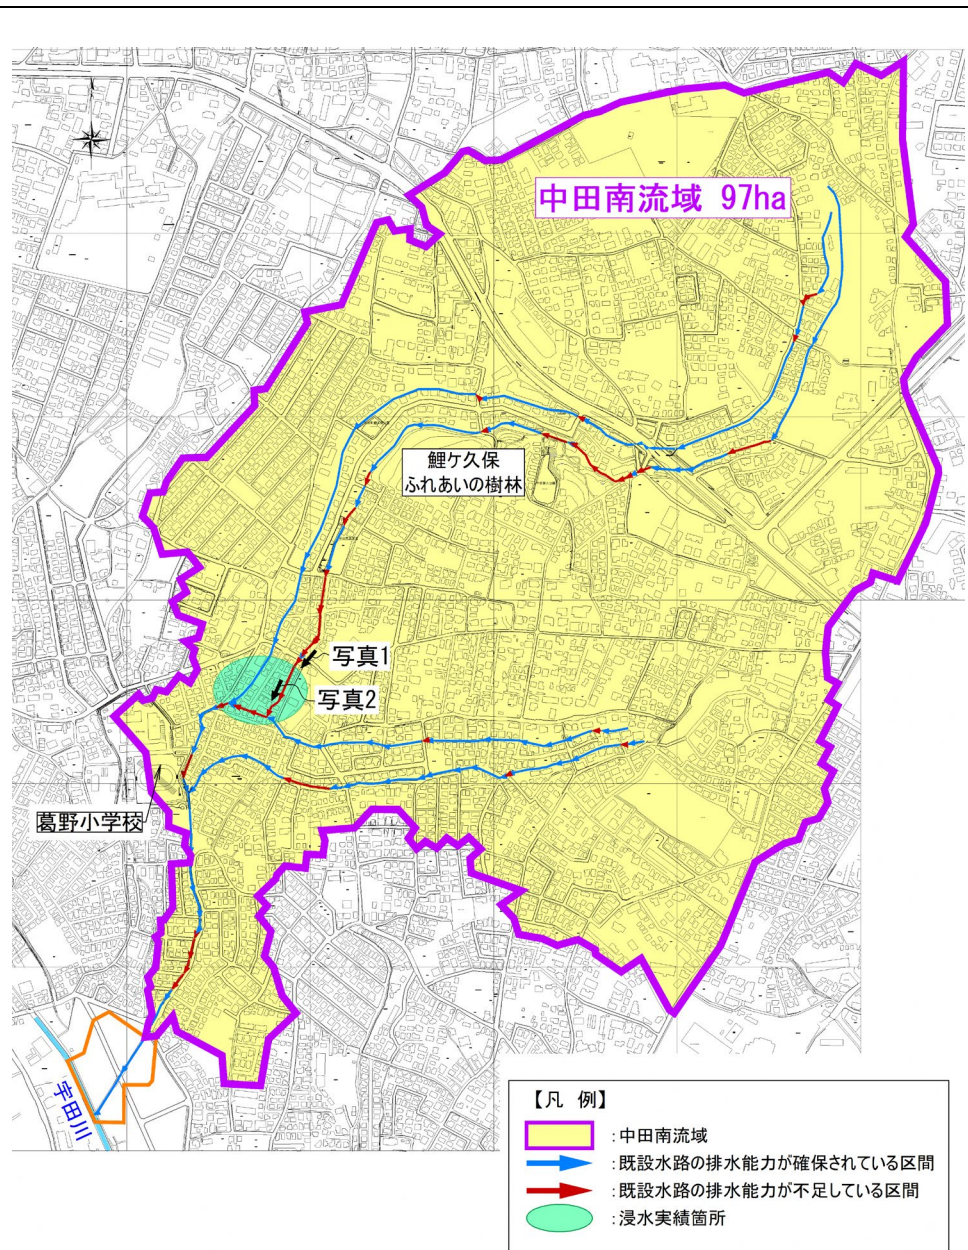 中田南流域 97ha
鯉ケ久保
ふれあいの樹林
写真1
写真2
葛野小学校
宇田川
【凡 例】
:中田南流域
:既設水路の排水能力が確保されている区間
:既設水路の排水能力が不足している区間
:浸水実績箇所